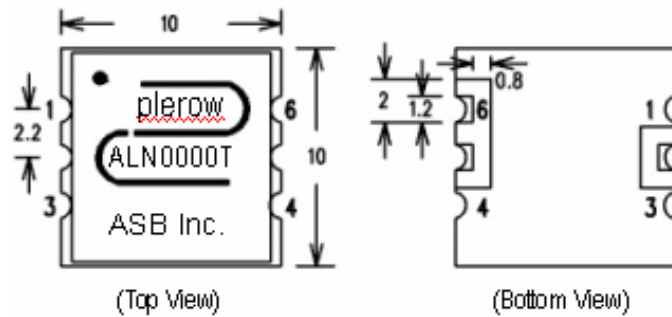 10
plerow
ALN0000T
ASB Inc.
1
2.2
3
6
4
10
(Top View)
0.8
2
1.2
6
4
1
3
(Bottom View)